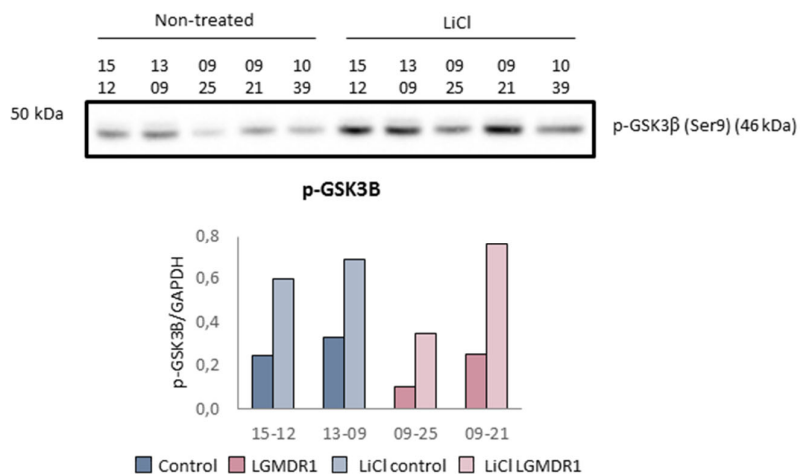 Non-treated LiCl
15 13 09 09 10 15 13 09 09 10
12 09 25 21 39 12 09 25 21 39
50 kDa
p-GSK3β (Ser9) (46 kDa)
p-GSK3B
p-GSK3B/GAPDH
0,8
0,6
0,4
0,2
0,0
15-12 13-09 09-25 09-21
Control LGMDR1 LiCl control LiCl LGMDR1